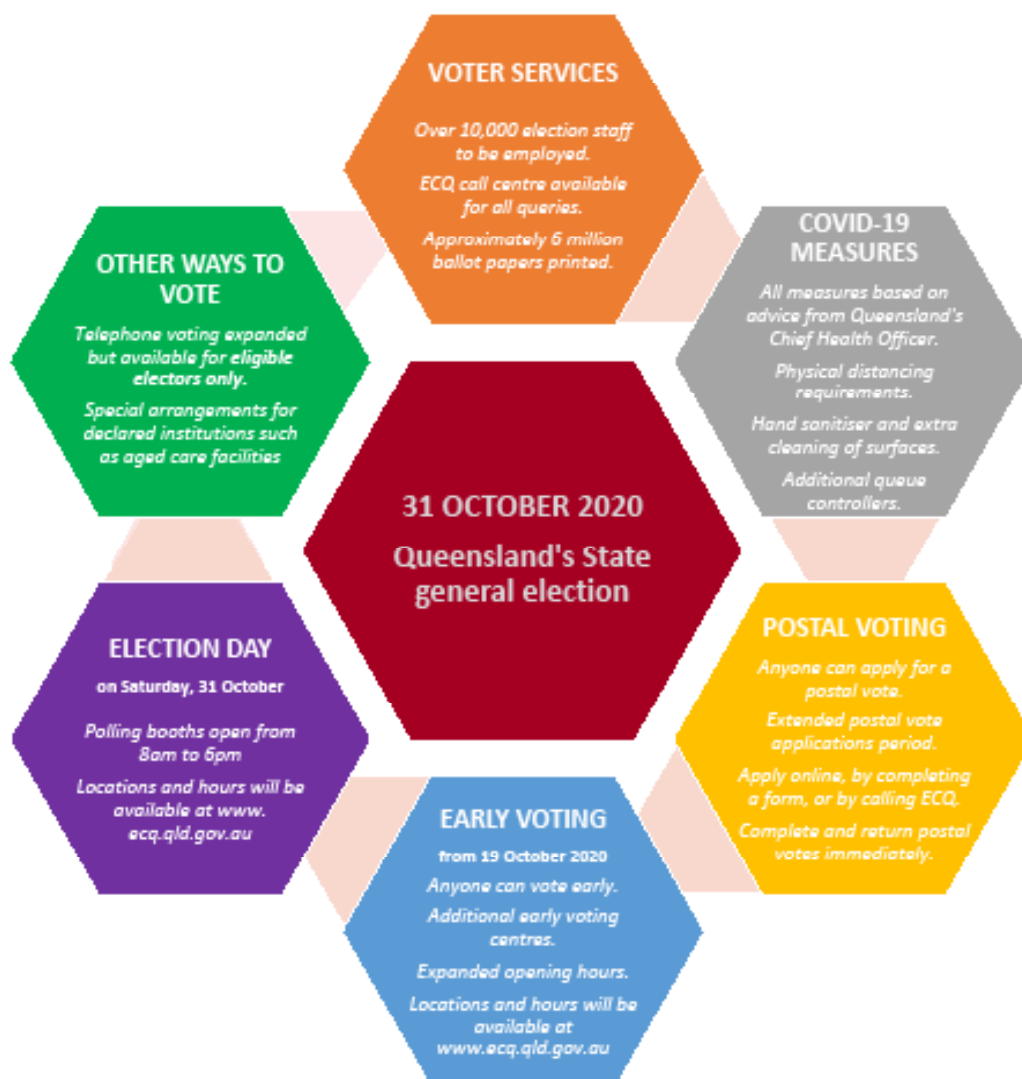 VOTER SERVICES
Over 10,000 election staff
to be employed.
ECQ call centre available
for all queries.
Approximately 6 million
ballot papers printed.
COVID-19
MEASURES
All measures based on
advice from Queensland's
Chief Health Officer.
Physical distancing
requirements.
Hand sanitiser and extra
cleaning of surfaces.
Additional queue
controllers.
POSTAL VOTING
Anyone can apply for a
postal vote.
Extended postal vote
applications period.
Apply online, by completing
a form, or by calling ECQ.
Complete and return postal
votes immediately.
EARLY VOTING
from 19 October 2020
Anyone can vote early.
Additional early voting
centres.
Expanded opening hours.
Locations and hours will be
available at
www.ecq.qld.gov.au
ELECTION DAY
on Saturday, 31 October
Polling booths open from
8am to 6pm
Locations and hours will be
available at www.
ecq.qld.gov.au
OTHER WAYS TO
VOTE
Telephone voting expanded
but available for eligible
electors only.
Special arrangements for
declared institutions such
as aged care facilities
31 OCTOBER 2020
Queensland's State
general election